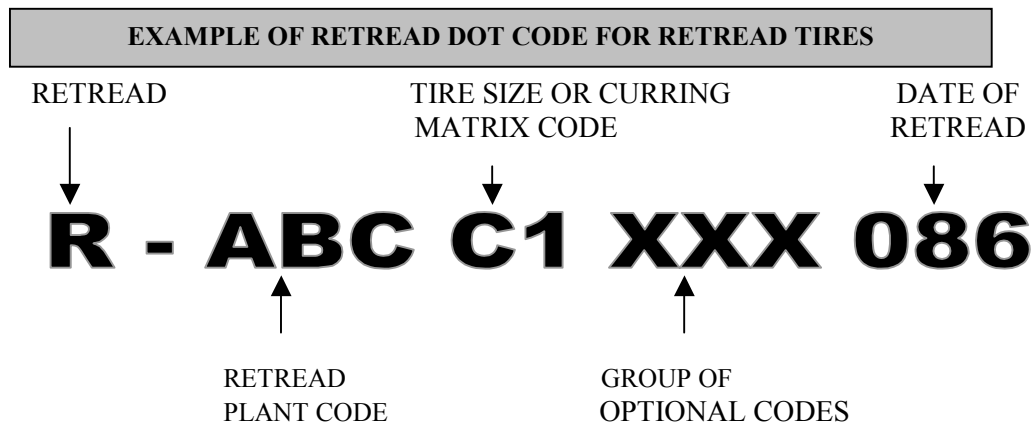 EXAMPLE OF RETREAD DOT CODE FOR RETREAD TIRES
RETREAD
TIRE SIZE OR CURRING
MATRIX CODE
DATE OF
RETREAD
R - ABC C1 XXX 086
RETREAD
PLANT CODE
GROUP OF
OPTIONAL CODES